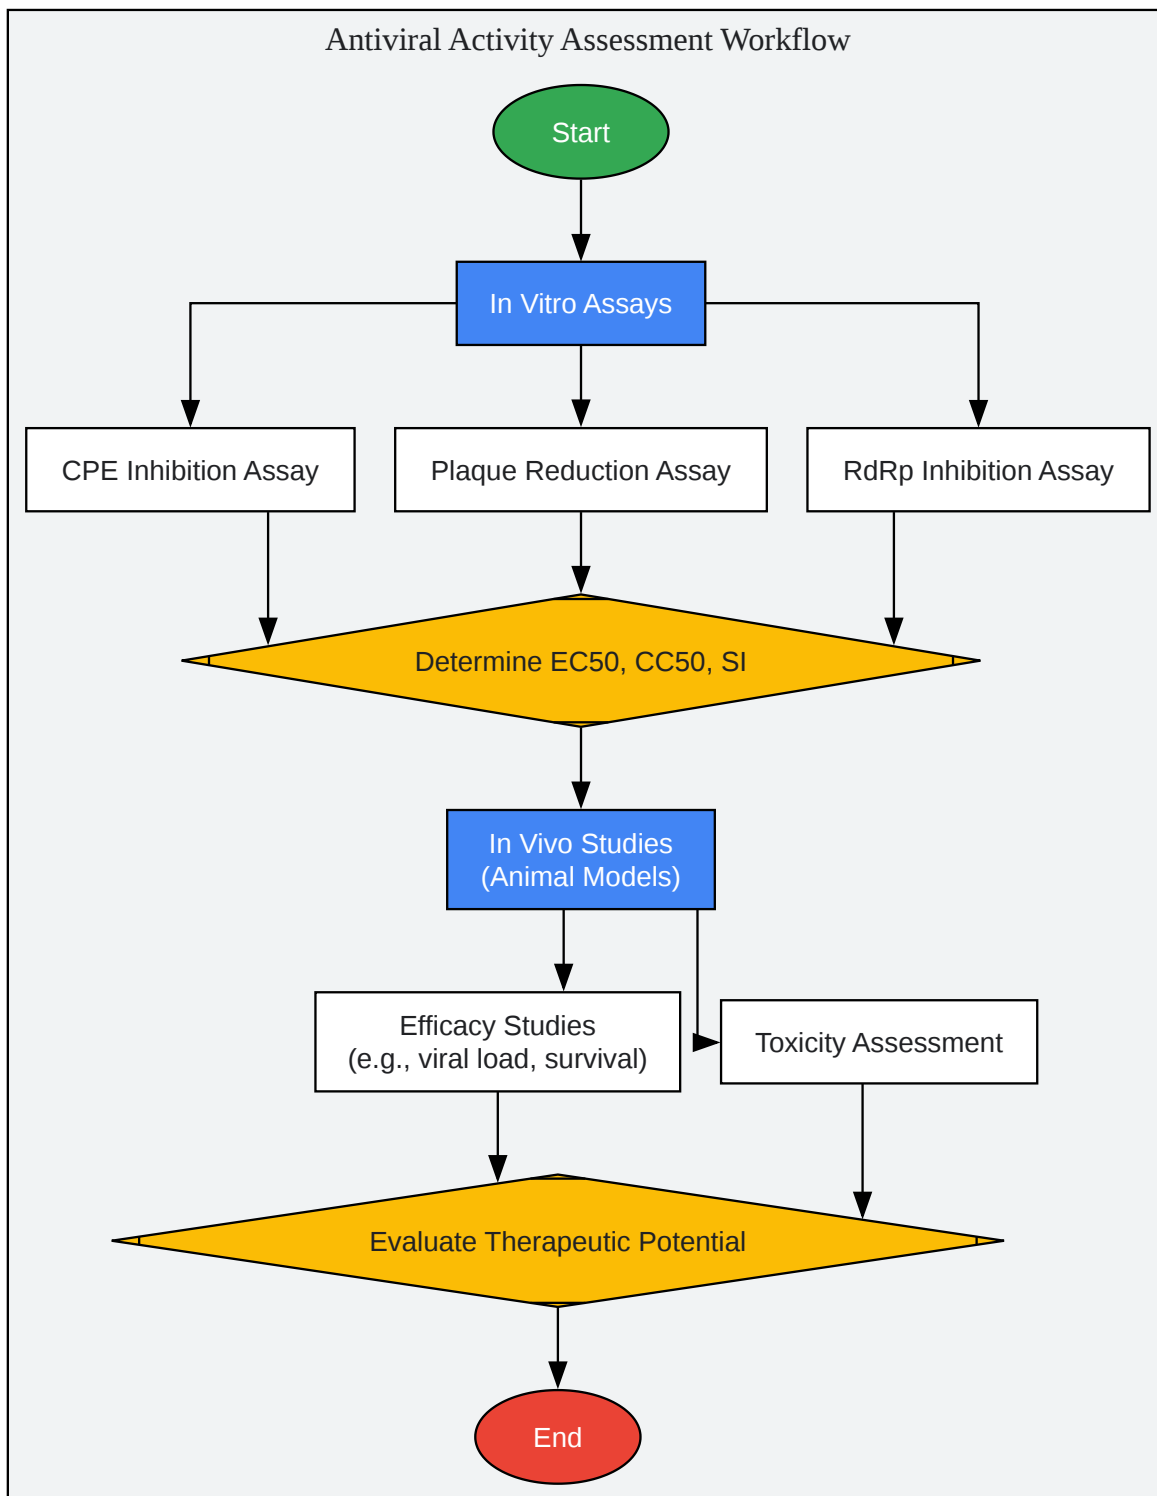 Antiviral Activity Assessment Workflow
Start
In Vitro Assays
CPE Inhibition Assay
Plaque Reduction Assay
RdRp Inhibition Assay
Determine EC50, CC50, SI
In Vivo Studies
(Animal Models)
Efficacy Studies
(e.g., viral load, survival)
Toxicity Assessment
Evaluate Therapeutic Potential
End